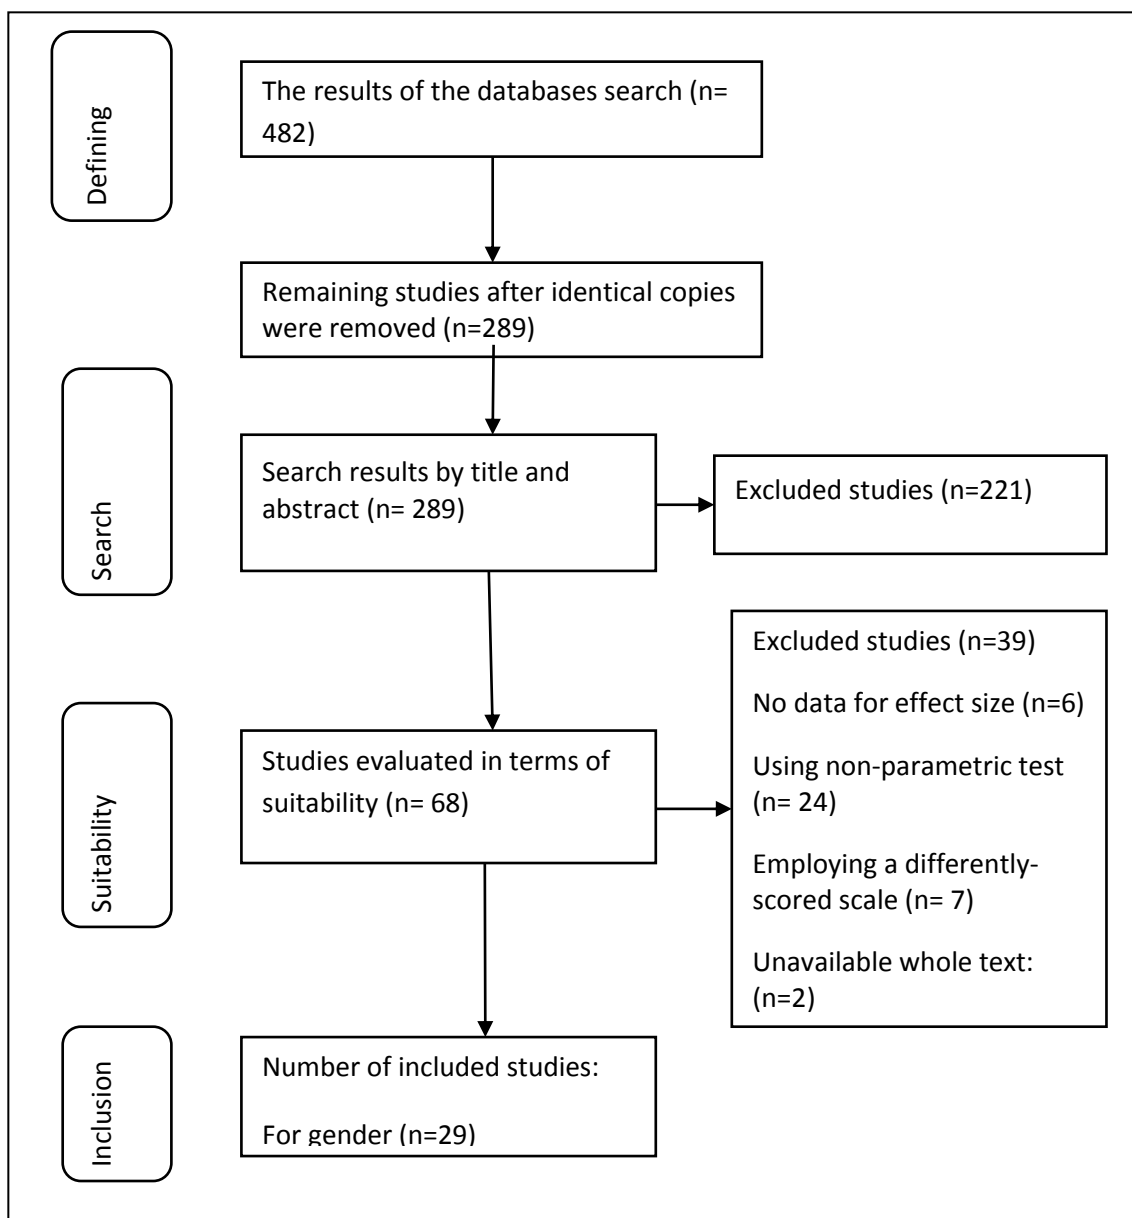 Defining
The results of the databases search (n=
482)
Remaining studies after identical copies
were removed (n=289)
Search
Search results by title and
abstract (n= 289)
Excluded studies (n=221)
Suitability
Studies evaluated in terms of
suitability (n= 68)
Excluded studies (n=39)
No data for effect size (n=6)
Using non-parametric test
(n= 24)
Employing a differently-
scored scale (n= 7)
Unavailable whole text:
(n=2)
Inclusion
Number of included studies:
For gender (n=29)